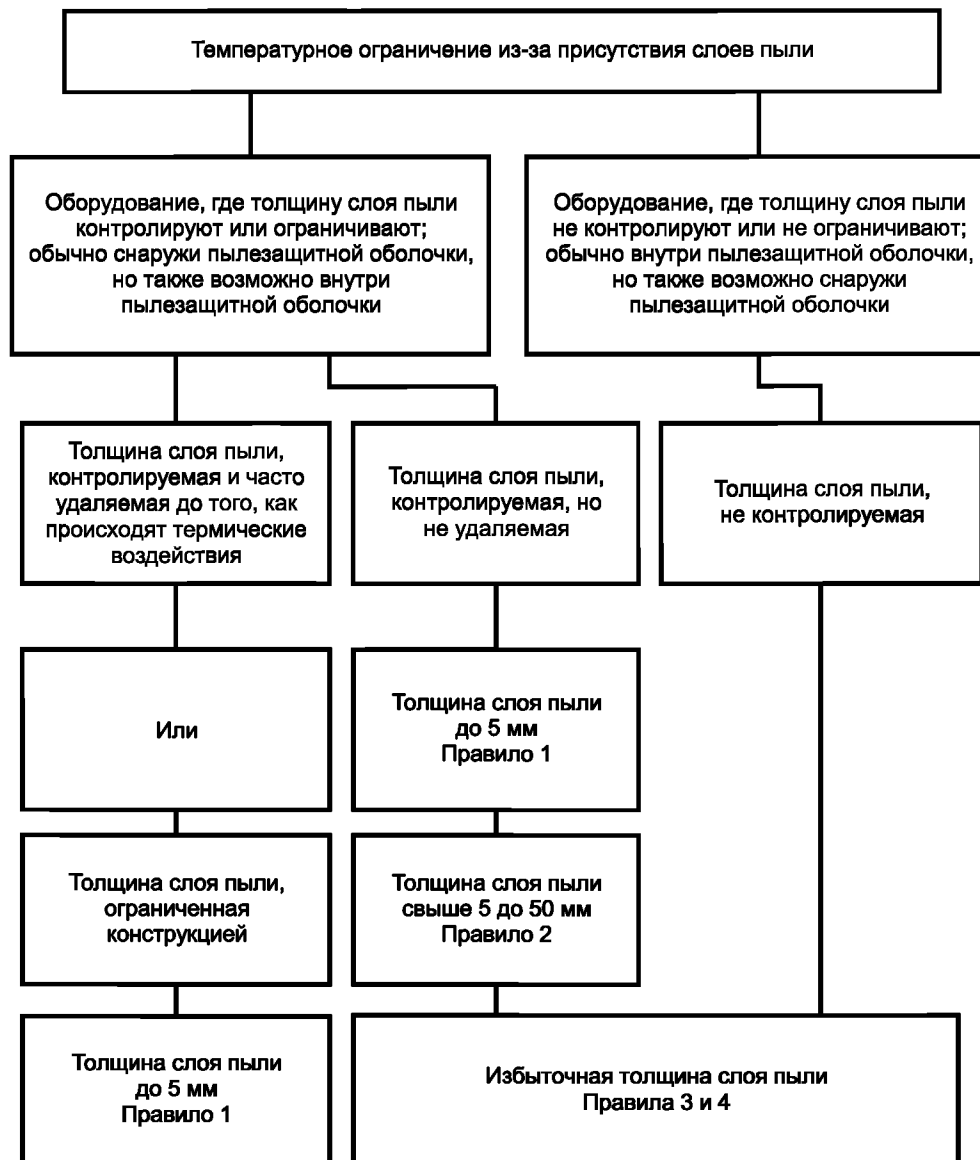 Температурное ограничение из-за присутствия слоев пыли
Оборудование, где толщину слоя пыли
контролируют или ограничивают;
обычно снаружи пылезащитной оболочки,
но также возможно внутри
пылезащитной оболочки
Оборудование, где толщину слоя пыли
не контролируют или не ограничивают;
обычно внутри пылезащитной оболочки,
но также возможно снаружи
пылезащитной оболочки
Толщина слоя пыли,
контролируемая и часто
удаляемая до того, как
происходят термические
воздействия
Толщина слоя пыли,
контролируемая, но
не удаляемая
Толщина слоя пыли,
не контролируемая
Или
Толщина слоя пыли
до 5 мм
Правило 1
Толщина слоя пыли,
ограниченная
конструкцией
Толщина слоя пыли
свыше 5 до 50 мм
Правило 2
Толщина слоя пыли
до 5 мм
Правило 1
Избыточная толщина слоя пыли
Правила 3 и 4